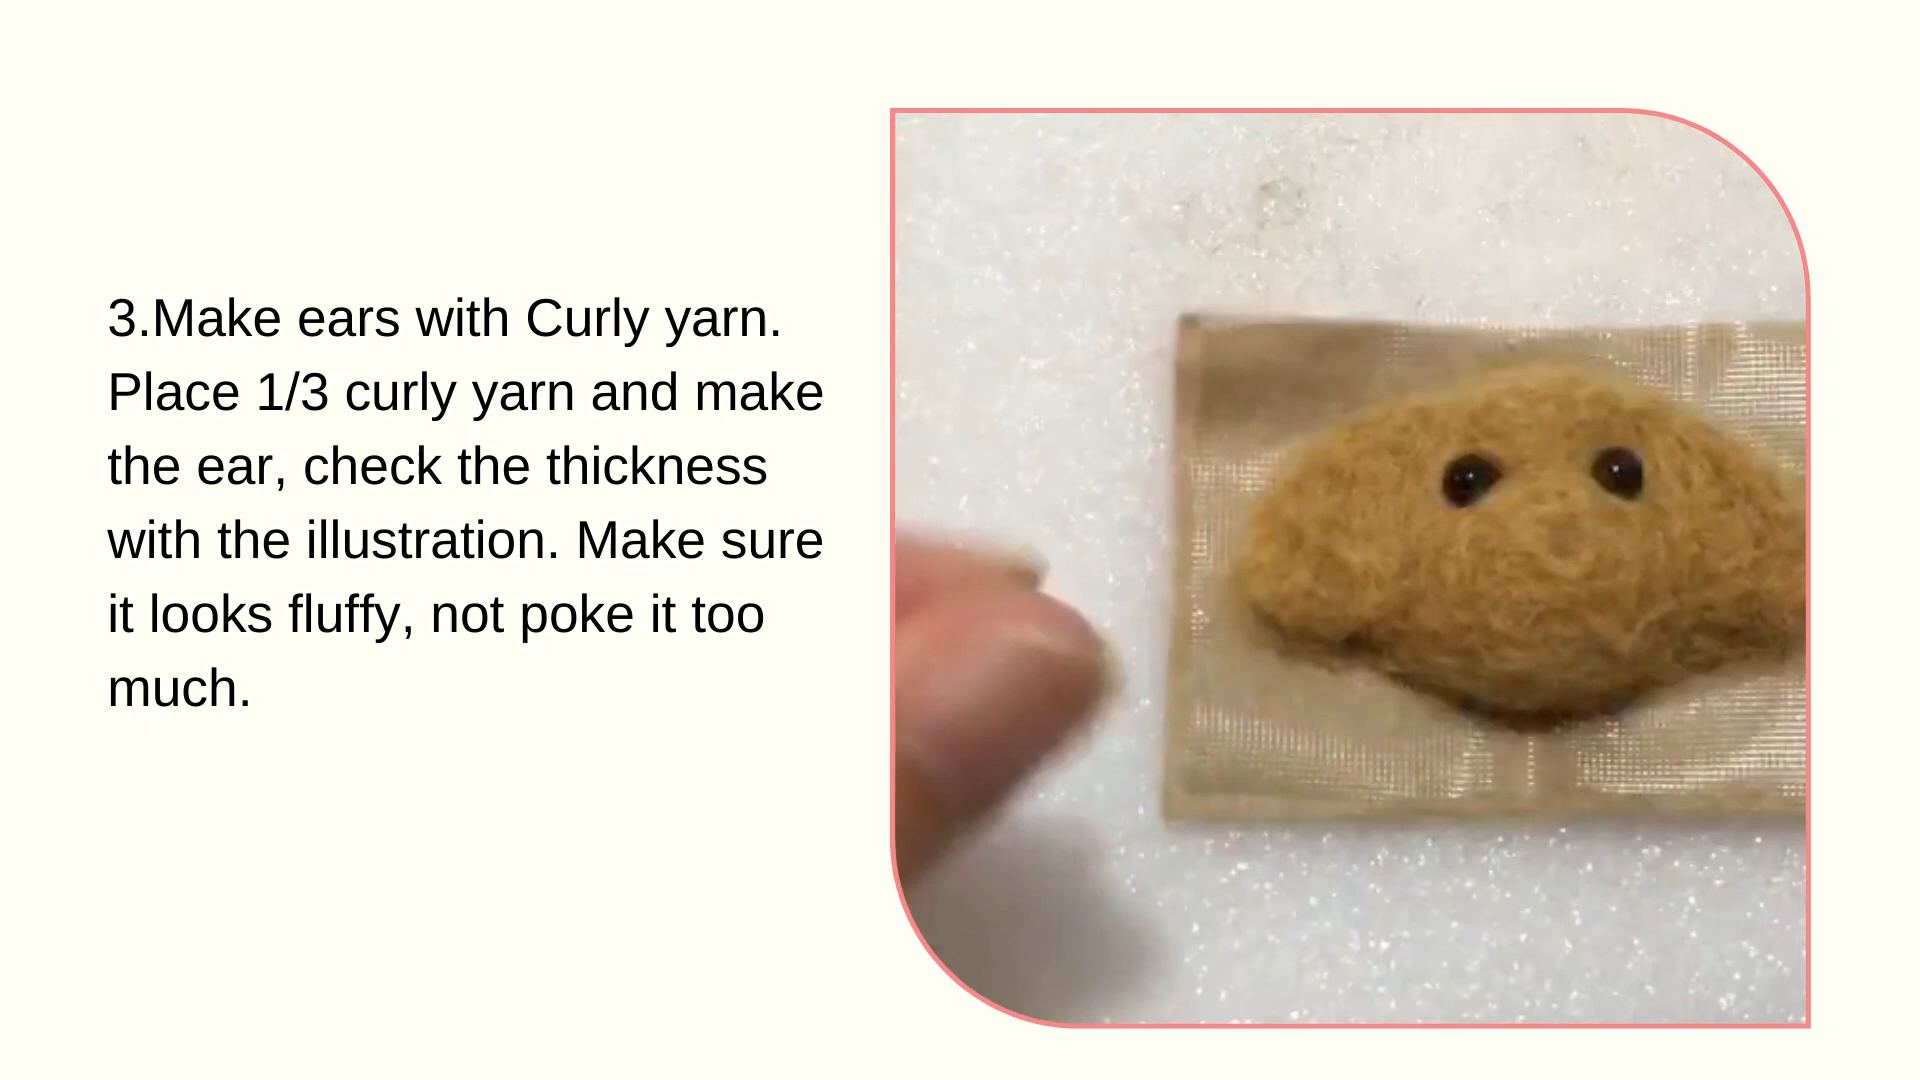 3.Make ears with Curly yarn.
Place 1/3 curly yarn and make
the ear, check the thickness
with the illustration. Make sure
it looks fluffy, not poke it too
much.